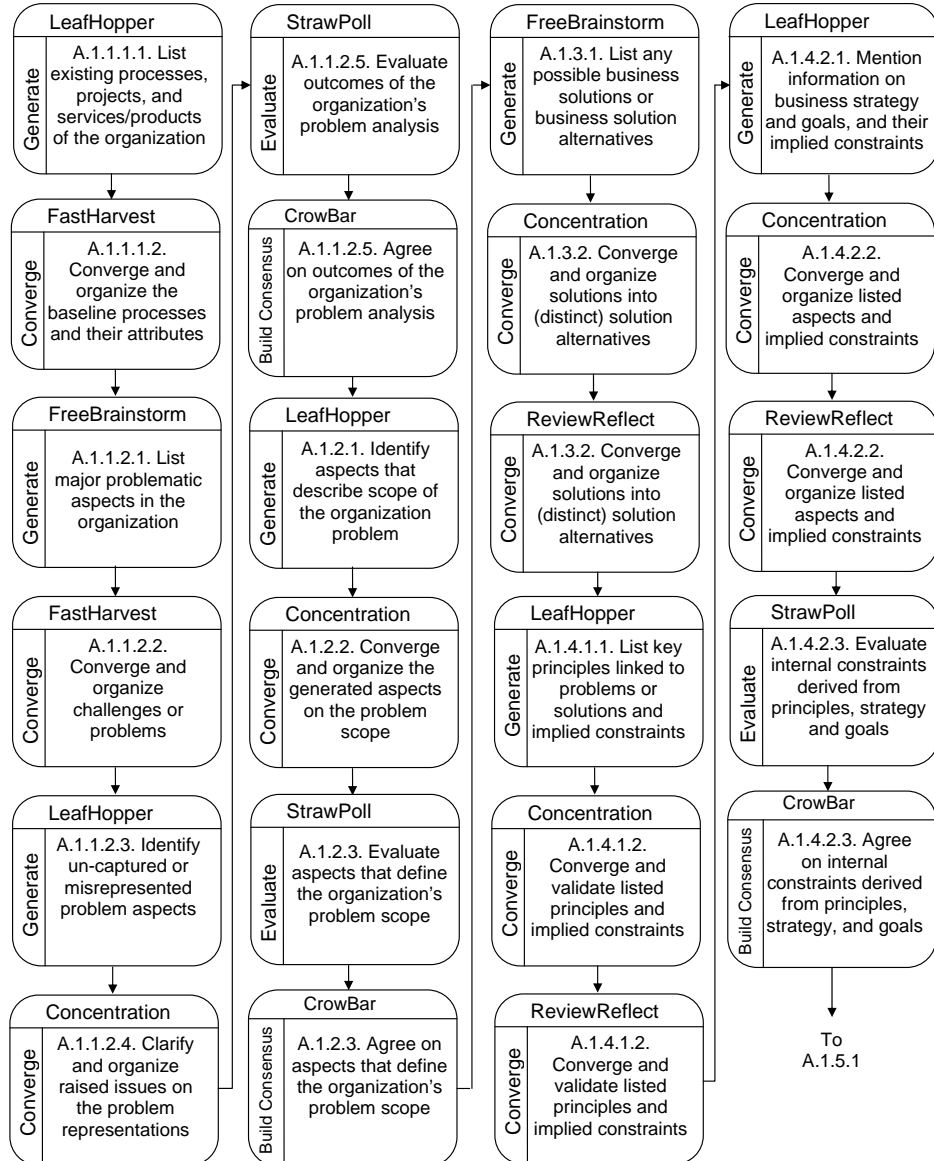 LeafHopper
Generate
A.1.1.1.1. List
existing processes,
projects, and
services/products
of the organization
FastHarvest
Converge
A.1.1.1.2.
Converge and
organize the
baseline processes
and their attributes
FreeBrainstorm
Generate
A.1.1.2.1. List
major problematic
aspects in the
organization
FastHarvest
Converge
A.1.1.2.2.
Converge and
organize
challenges or
problems
LeafHopper
Generate
A.1.1.2.3. Identify
un-captured or
misrepresented
problem aspects
Concentration
Converge
A.1.1.2.4. Clarify
and organize
raised issues on
the problem
representations
StrawPoll
Evaluate
A.1.1.2.5. Evaluate
outcomes of the
organization’s
problem analysis
CrowBar
Build Consensus
A.1.1.2.5. Agree
on outcomes of the
organization’s
problem analysis
LeafHopper
Generate
A.1.2.1. Identify
aspects that
describe scope of
the organization
problem
Concentration
Converge
A.1.2.2. Converge
and organize the
generated aspects
on the problem
scope
StrawPoll
Evaluate
A.1.2.3. Evaluate
aspects that define
the organization’s
problem scope
CrowBar
Build Consensus
A.1.2.3. Agree on
aspects that define
the organization’s
problem scope
FreeBrainstorm
Generate
A.1.3.1. List any
possible business
solutions or
business solution
alternatives
Concentration
Converge
A.1.3.2. Converge
and organize
solutions into
(distinct) solution
alternatives
ReviewReflect
Converge
A.1.3.2. Converge
and organize
solutions into
(distinct) solution
alternatives
LeafHopper
Generate
A.1.4.1.1. List key
principles linked to
problems or
solutions and
implied constraints
Concentration
Converge
A.1.4.1.2.
Converge and
validate listed
principles and
implied constraints
ReviewReflect
Converge
A.1.4.1.2.
Converge and
validate listed
principles and
implied constraints
LeafHopper
Generate
A.1.4.2.1. Mention
information on
business strategy
and goals, and their
implied constraints
Concentration
Converge
A.1.4.2.2.
Converge and
organize listed
aspects and
implied constraints
ReviewReflect
Converge
A.1.4.2.2.
Converge and
organize listed
aspects and
implied constraints
StrawPoll
Evaluate
A.1.4.2.3. Evaluate
internal constraints
derived from
principles, strategy
and goals
CrowBar
Build Consensus
A.1.4.2.3. Agree
on internal
constraints derived
from principles,
strategy, and goals
To
A.1.5.1